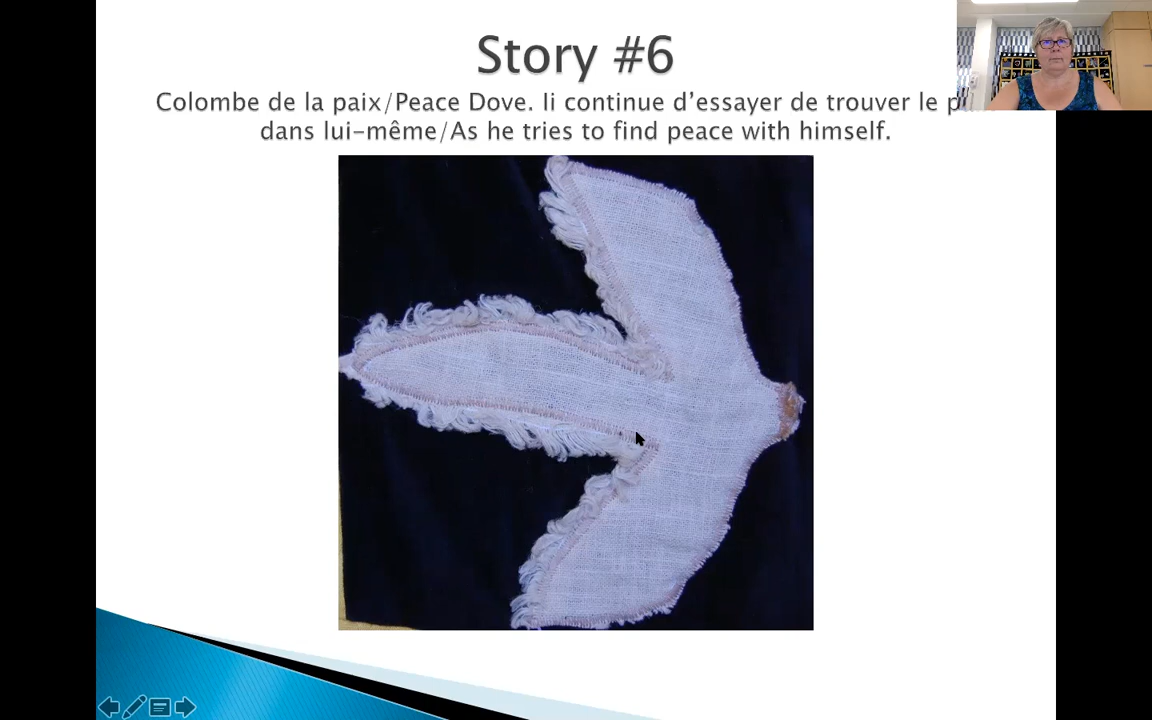 Story #6
Colombe de la paix/Peace Dove. Ii continue d’essayer de trouver le
dans lui-même/As he tries to find peace with himself.